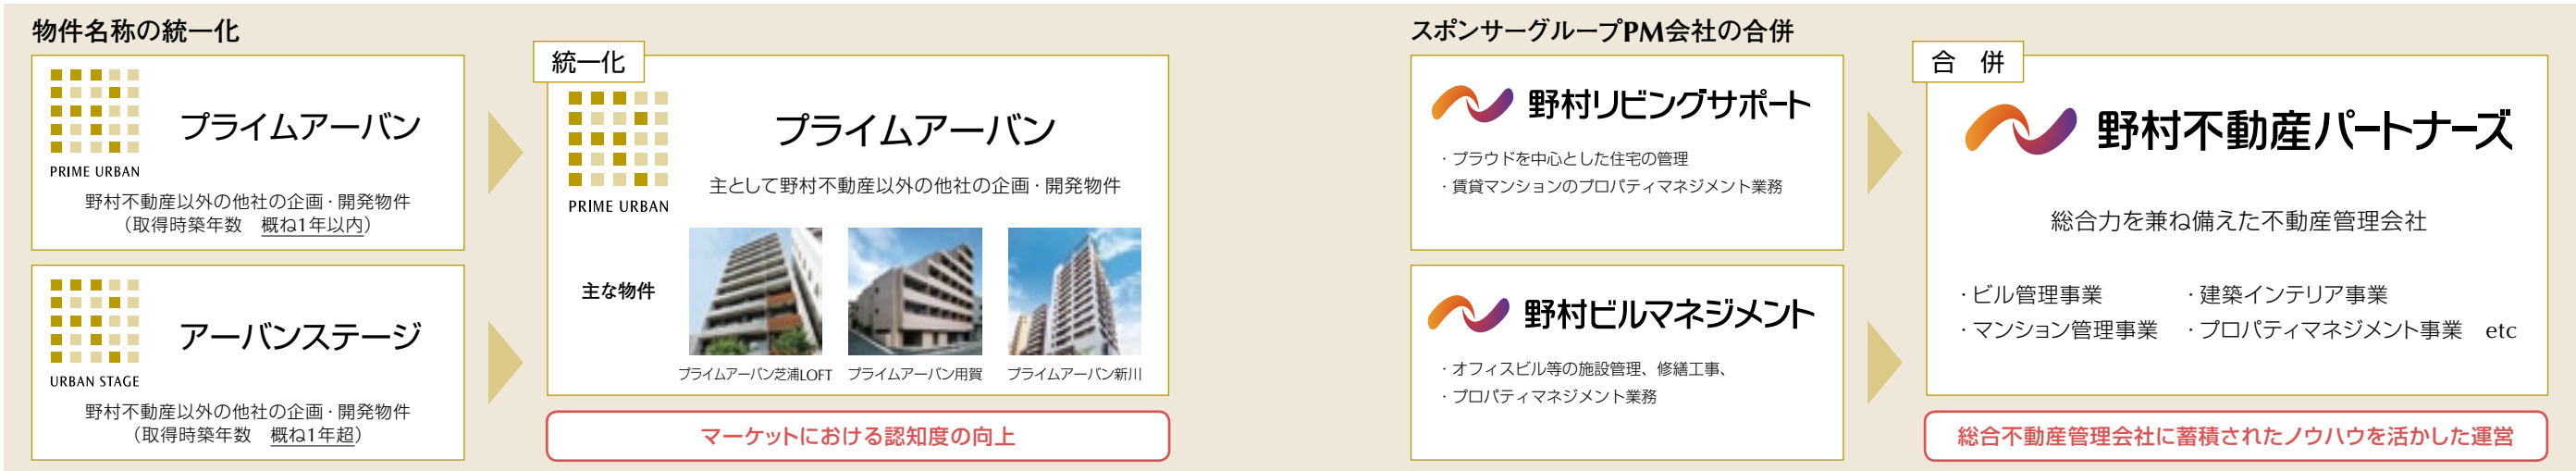 物件名称の統一化
プライムアーバン
PRIME URBAN
野村不動産以外の他社の企画・開発物件
（取得時築年数　概ね1年以内）
アーバンステージ
URBAN STAGE
野村不動産以外の他社の企画・開発物件
（取得時築年数　概ね1年超）
統一化
プライムアーバン
PRIME URBAN
主として野村不動産以外の他社の企画・開発物件
主な物件
プライムアーバン芝浦LOFT
プライムアーバン用賀
プライムアーバン新川
マーケットにおける認知度の向上
スポンサーグループPM会社の合併
野村リビングサポート
・プラウドを中心とした住宅の管理
・賃貸マンションのプロパティマネジメント業務
野村ビルマネジメント
・オフィスビル等の施設管理、修繕工事、
・プロパティマネジメント業務
合　併
野村不動産パートナーズ
総合力を兼ね備えた不動産管理会社
・ビル管理事業　・建築インテリア事業
・マンション管理事業　・プロパティマネジメント事業　etc
総合不動産管理会社に蓄積されたノウハウを活かした運営